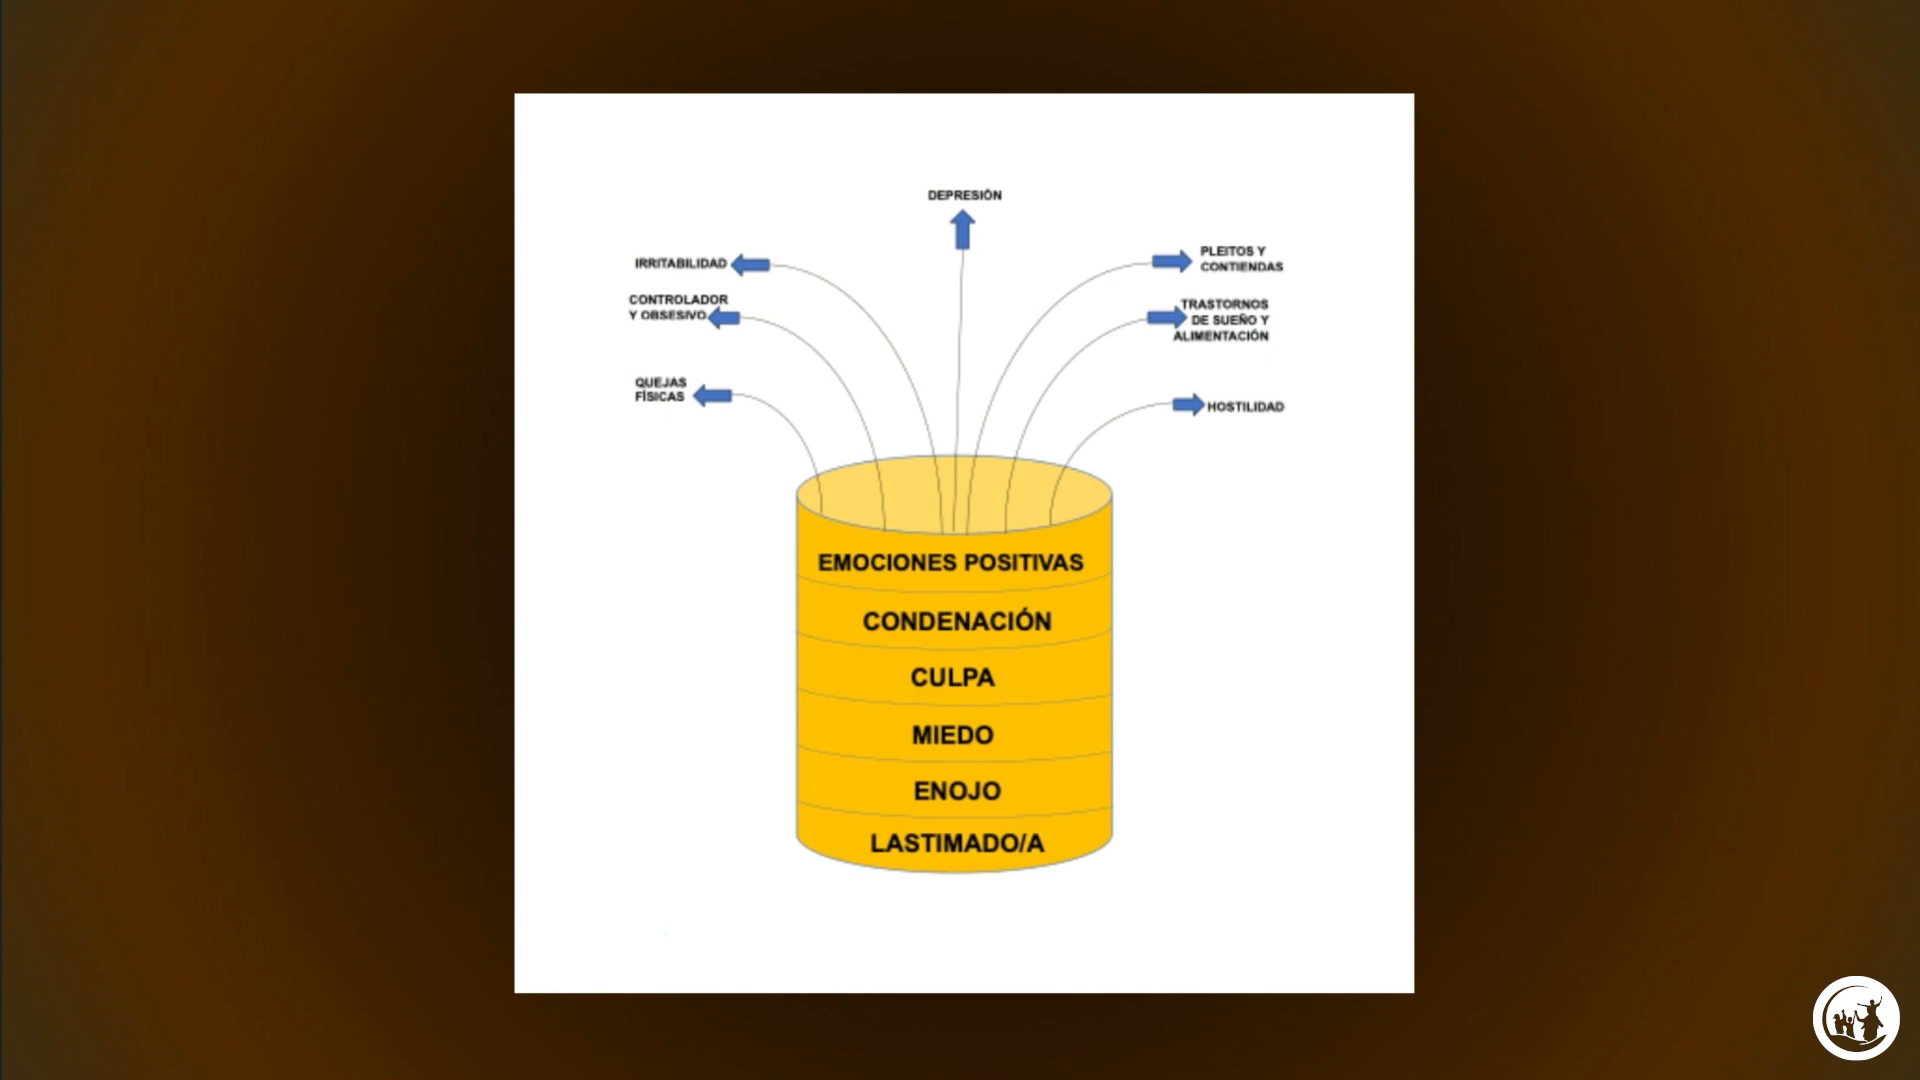 DEPRESIÓN
IRRITABILIDAD
PLEITOS Y
CONTIENDAS
CONTROLADOR
Y OBSESIVO
TRASTORNOS
DE SUEÑO Y
ALIMENTACIÓN
QUEJAS
FÍSICAS
HOSTILIDAD
EMOCIONES POSITIVAS
CONDENACIÓN
CULPA
MIEDO
ENOJO
LASTIMADO/A